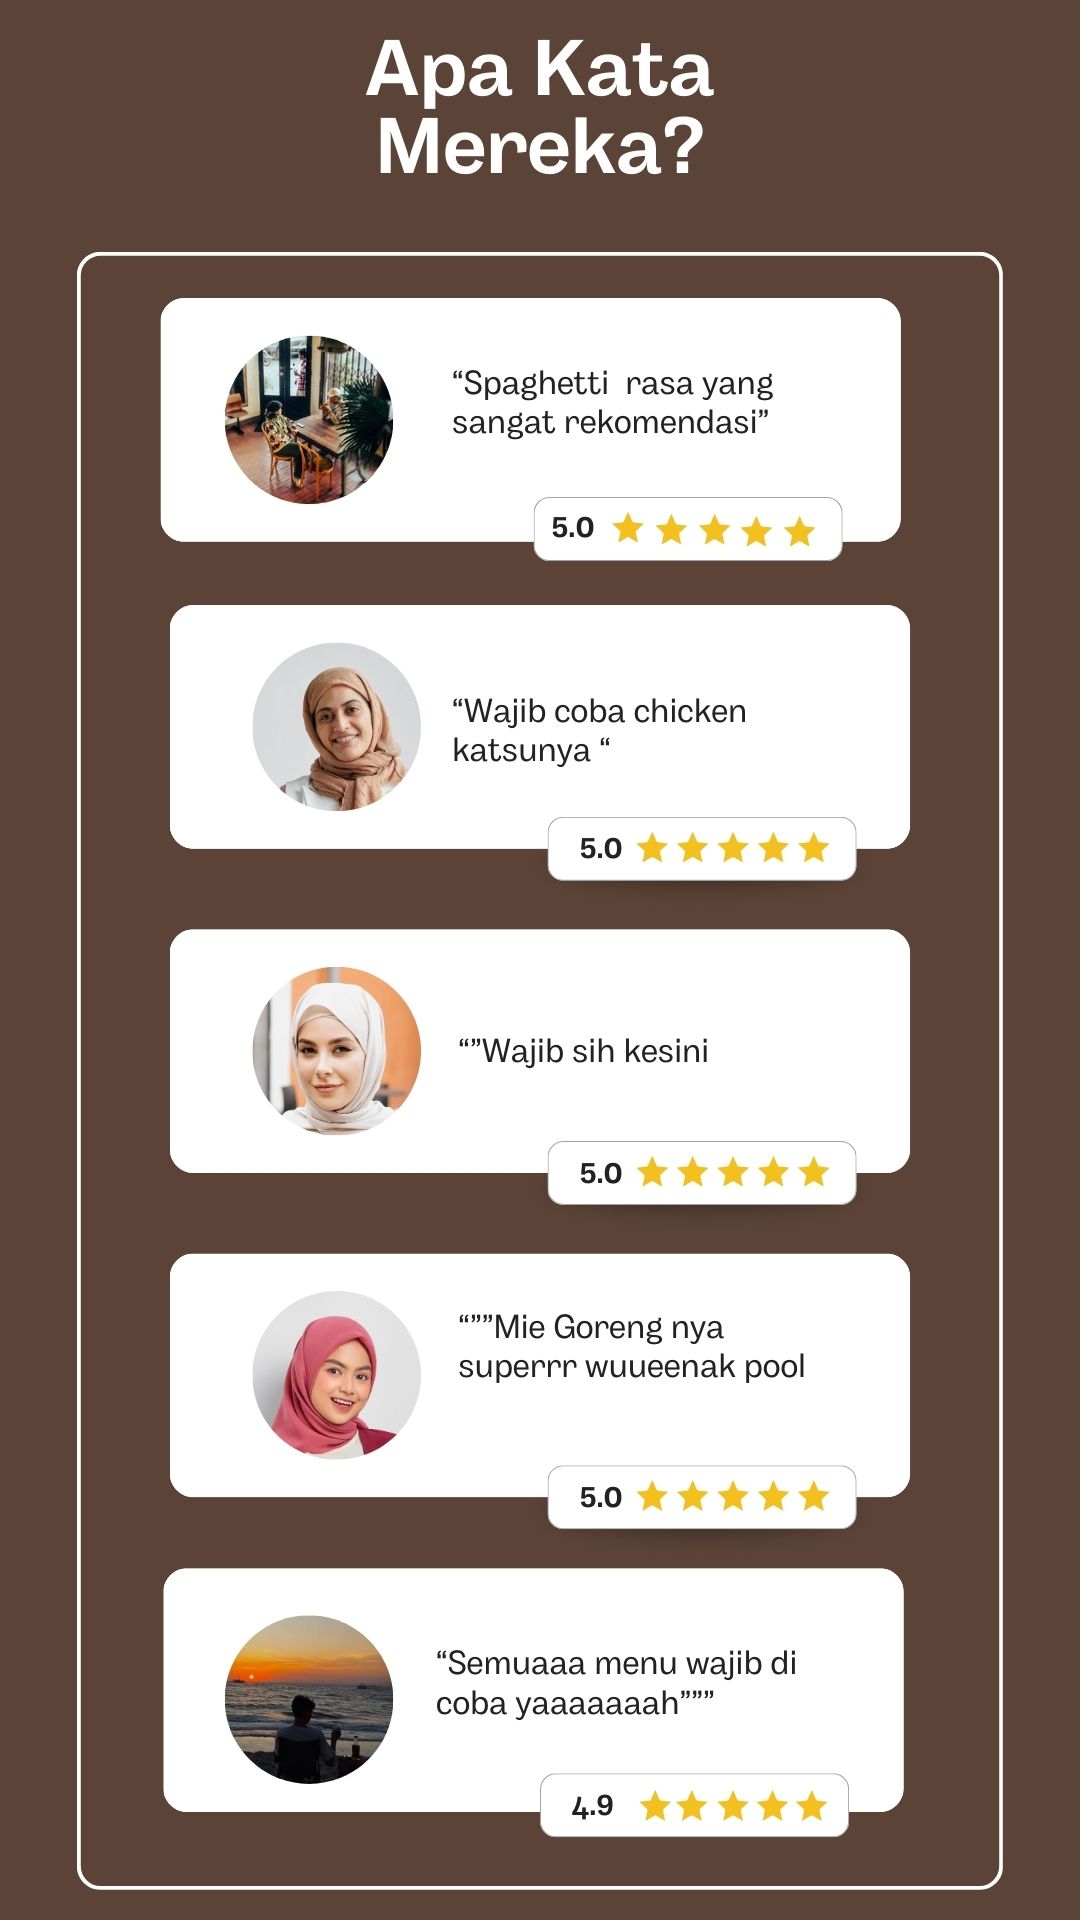 Apa Kata
Mereka?
“Spaghetti  rasa yang
sangat rekomendasi”
5.0
“Wajib coba chicken
katsunya “
5.0
“”Wajib sih kesini
5.0
“””Mie Goreng nya
superrr wuueenak pool
5.0
“Semuaaa menu wajib di
coba yaaaaaaah”””
4.9